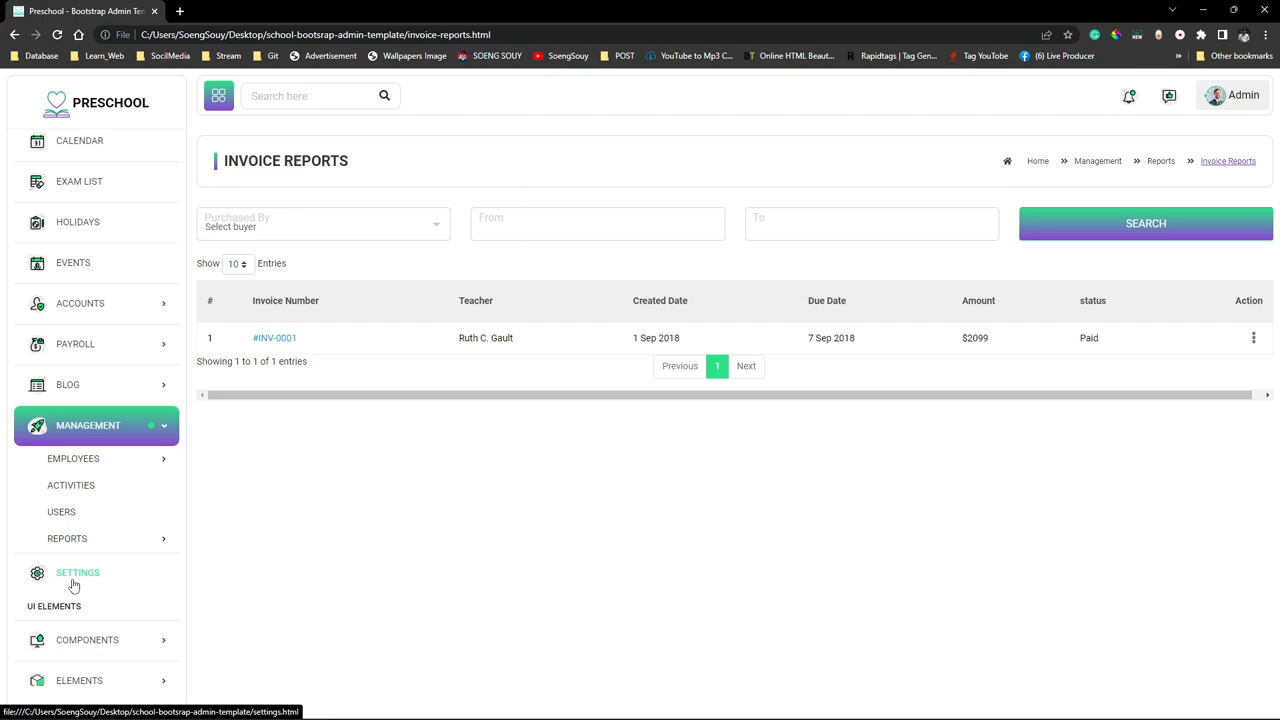 Preschool - Bootstrap Admin Ten
File
C:/Users/SoengSouy/Desktop/school-bootsrap-admin-template/invoice-reports.html
Database
Learn_Web
SocilMedia
Stream
Git
Advertisement
Wallpapers Image
SOENG SOUY
SoengSouy
POST
YouTube to Mp3 C...
Online HTML Beaut...
Rapidtags | Tag Gen...
Tag YouTube
(6) Live Producer
»
Other bookmarks
PRESCHOOL
Search here
Admin
CALENDAR
EXAM LIST
HOLIDAYS
EVENTS
ACCOUNTS
PAYROLL
BLOG
MANAGEMENT
EMPLOYEES
ACTIVITIES
USERS
REPORTS
SETTINGS
UI ELEMENTS
COMPONENTS
ELEMENTS
INVOICE REPORTS
Home » Management » Reports » Invoice Reports
Purchased By
Select buyer
From
To
SEARCH
Show 10 Entries
# Invoice Number Teacher Created Date Due Date Amount status Action
1 #INV-0001 Ruth C. Gault 1 Sep 2018 7 Sep 2018 $2099 Paid
Showing 1 to 1 of 1 entries
Previous 1 Next
file:///C:/Users/SoengSouy/Desktop/school-bootsrap-admin-template/settings.html